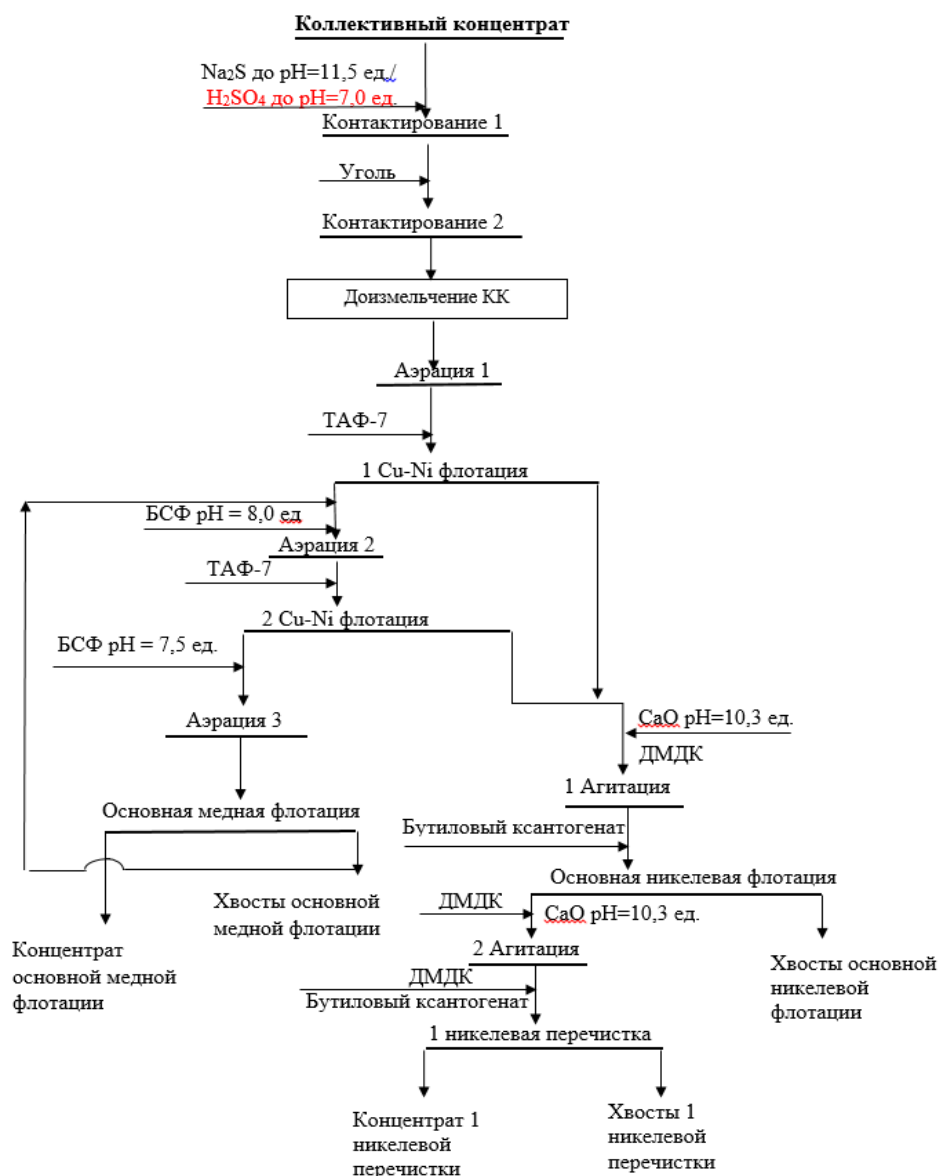 Коллективный концентрат
Na₂S до pH=11,5 ед./
H₂SO₄ до pH=7,0 ед.
Контактирование 1
Уголь
Контактирование 2
Доизмельчение КК
Аэрация 1
ТАФ-7
1 Cu-Ni флотация
БСФ pH = 8,0 ед
Аэрация 2
ТАФ-7
2 Cu-Ni флотация
БСФ pH = 7,5 ед.
Аэрация 3
CaO pH=10,3 ед.
ДМДК
1 Агитация
Основная медная флотация
Бутиловый ксантогенат
Основная никелевая флотация
Хвосты основной
медной флотации
ДМДК
CaO pH=10,3 ед.
Концентрат
основной медной
флотации
2 Агитация
ДМДК
Бутиловый ксантогенат
Хвосты основной
никелевой
флотации
1 никелевая перечистка
Концентрат 1
никелевой
перечистки
Хвосты 1
никелевой
перечистки